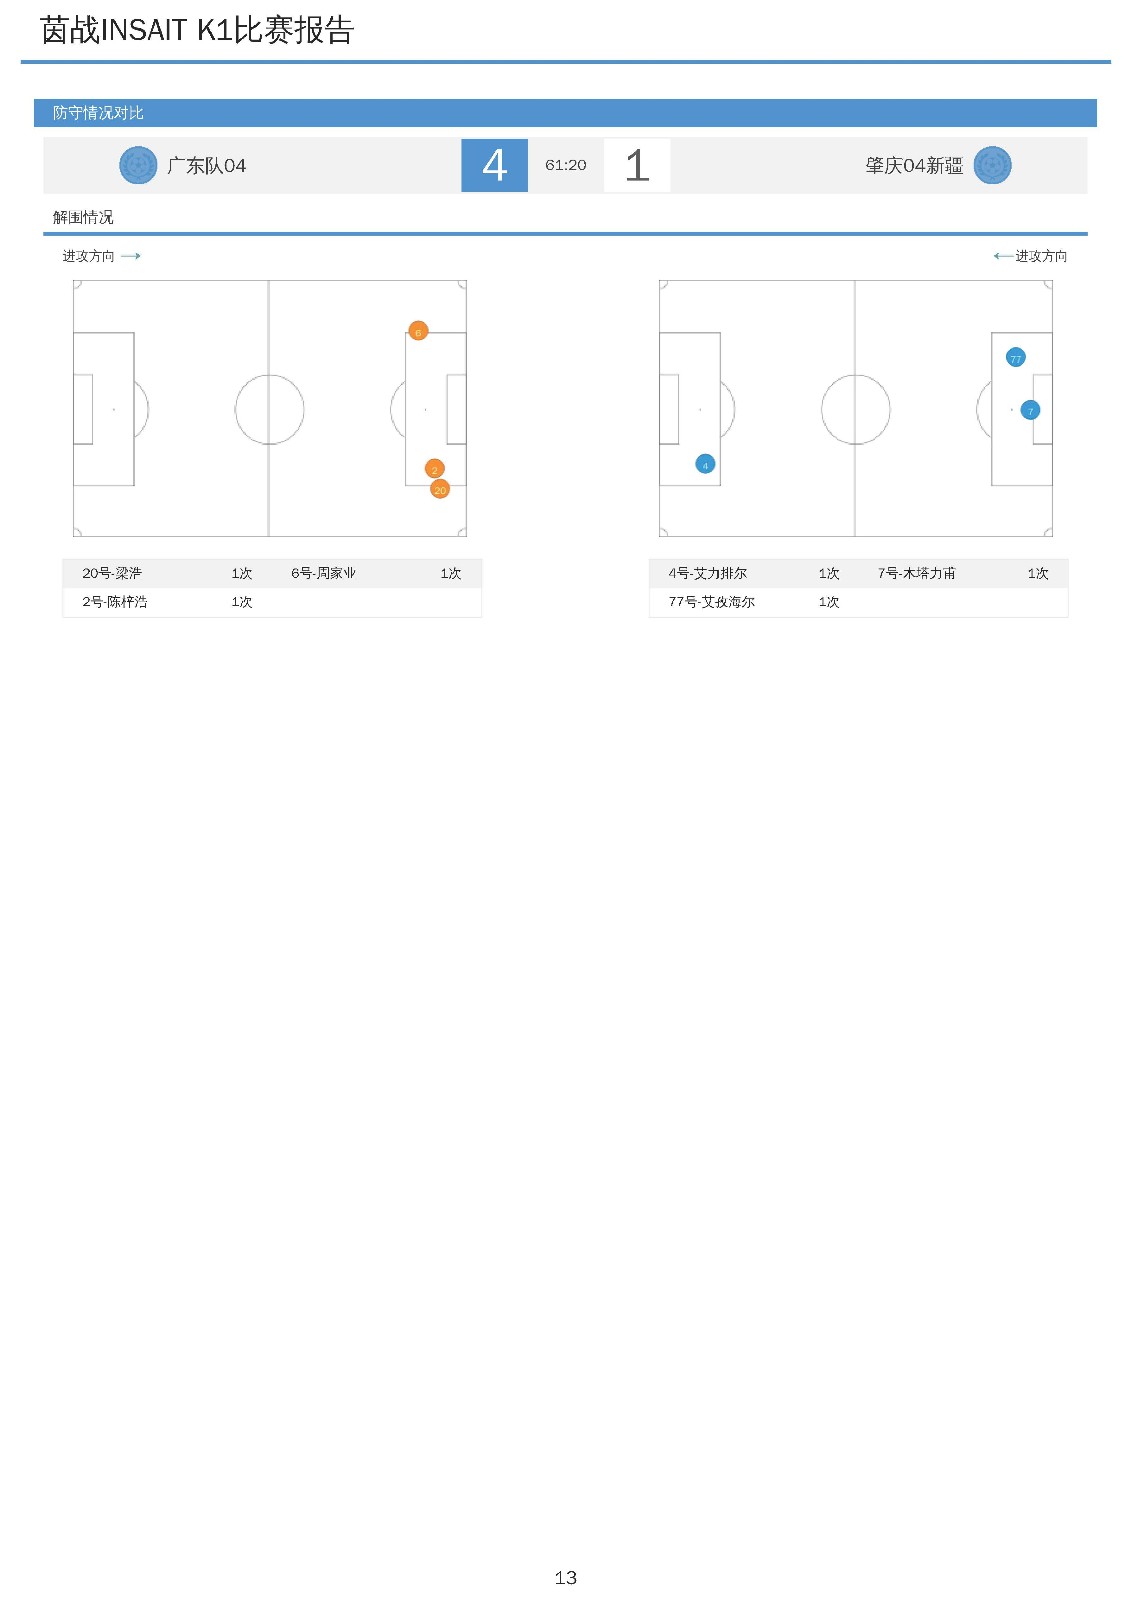 茵战INSAIT K1比赛报告
防守情况对比
广东队04 4 61:20 1 肇庆04新疆
解围情况
进攻方向 → ←进攻方向
6
77
7
4
2
20
20号-梁浩 1次 6号-周家业 1次
2号-陈梓浩 1次
4号-艾力排尔 1次 7号-木塔力甫 1次
77号-艾孜海尔 1次
13